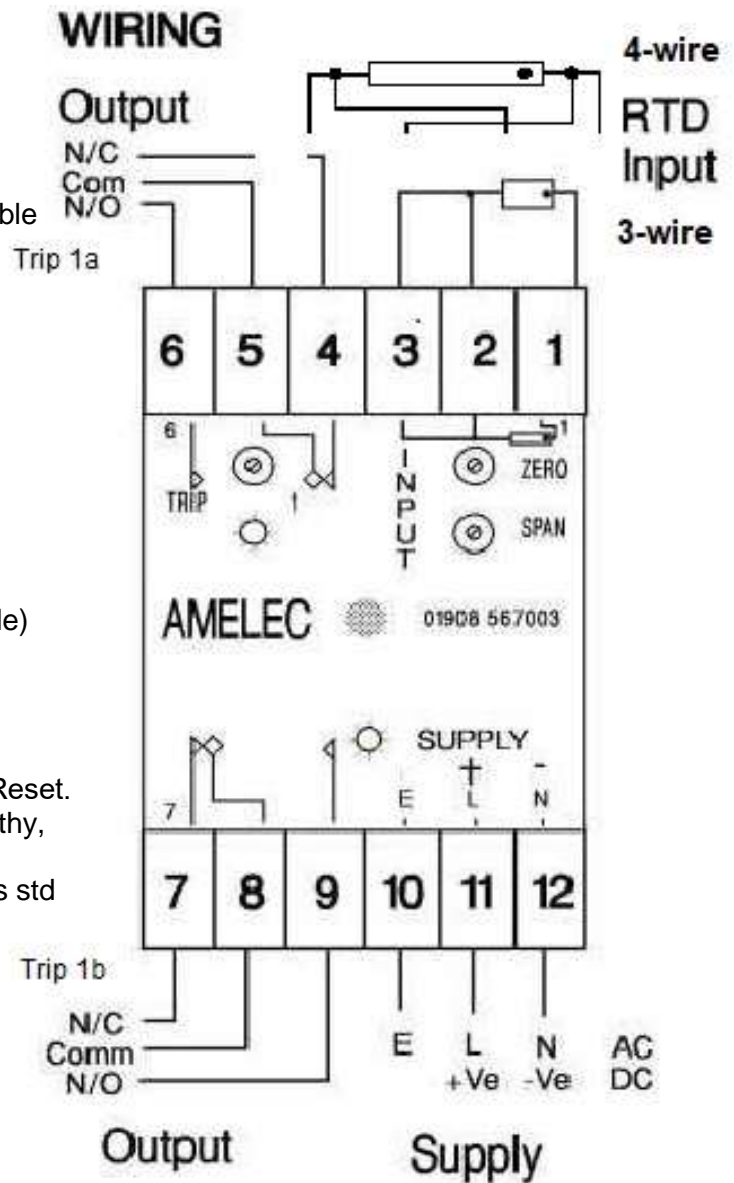 WIRING
4-wire
Output
RTD
Input
N/C
Com
N/O
ble
3-wire
Trip 1a
6 5 4 3 2 1
6
1
TRIP
1
INPUT
ZERO
SPAN
le)
AMELEC 01908 567003
SUPPLY
+ -
Reset.
E L N
7
thy,
s std
7 8 9 10 11 12
Trip 1b
N/C
Comm
N/O
E L N AC
+Ve -Ve DC
Output Supply